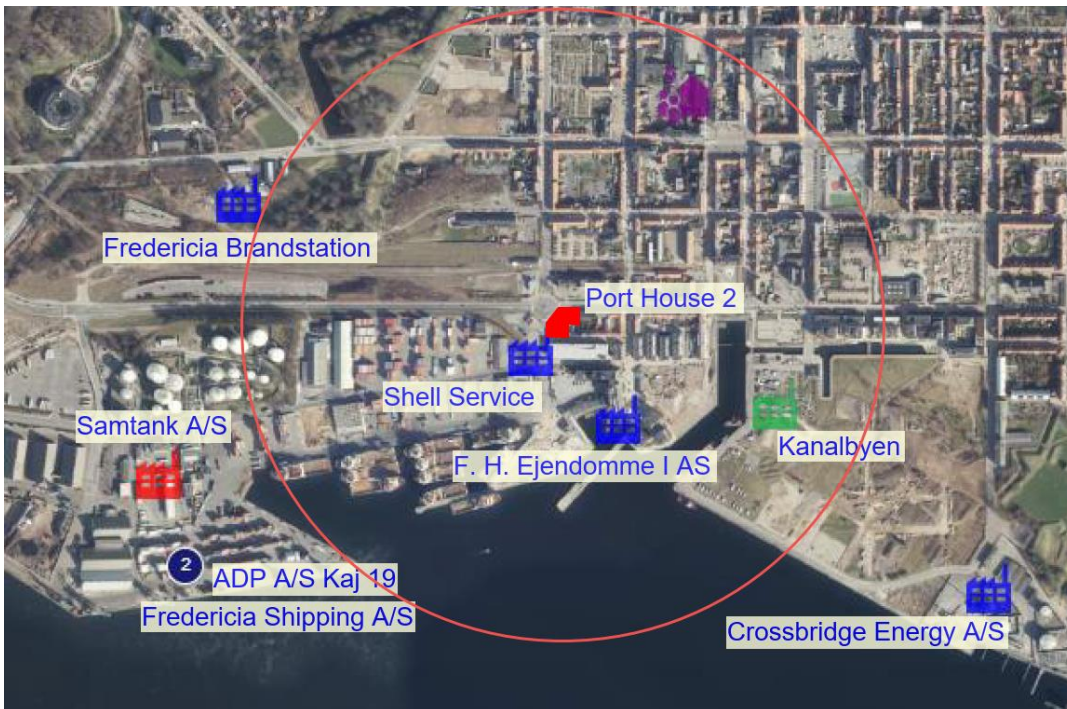 Fredericia Brandstation
Port House 2
Shell Service
Samtank A/S
F. H. Ejendomme I AS
Kanalbyen
2
ADP A/S Kaj 19
Fredericia Shipping A/S
Crossbridge Energy A/S